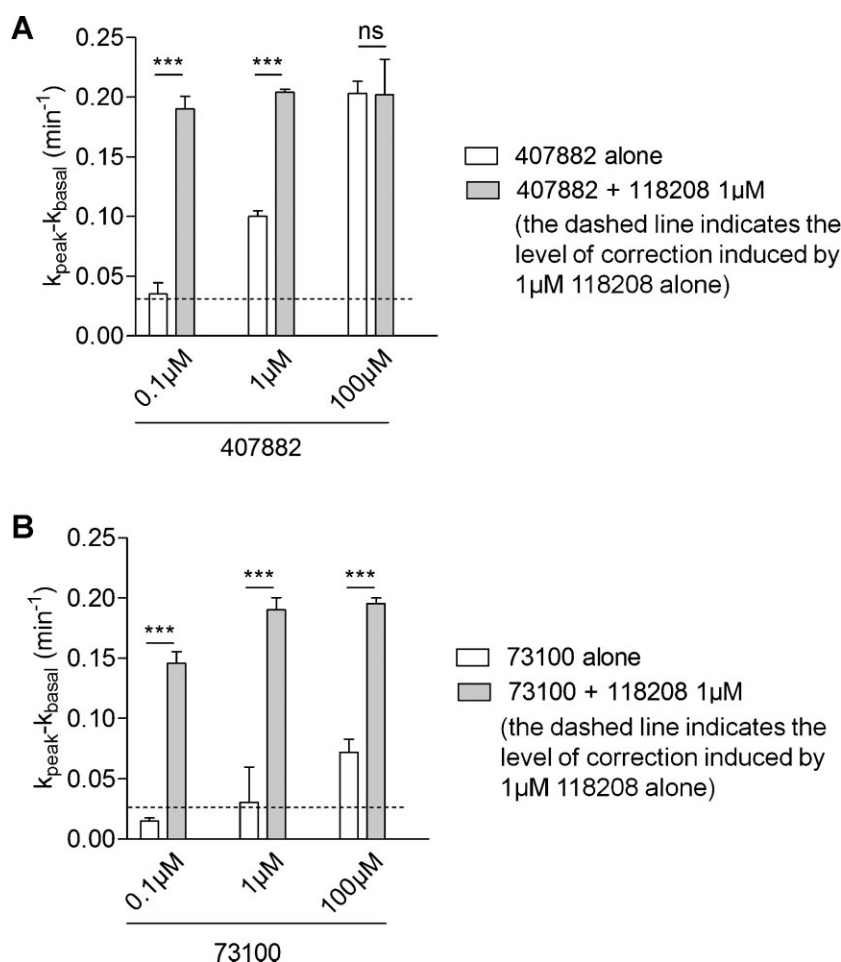 A
0.25
0.20
0.15
0.10
0.05
0.00
kpeak-kbasal (min-1)
***
***
ns
0.1µM
1µM
100µM
407882
407882 alone
407882 + 118208 1µM
(the dashed line indicates the
level of correction induced by
1µM 118208 alone)
B
0.25
0.20
0.15
0.10
0.05
0.00
kpeak-kbasal (min-1)
***
***
***
0.1µM
1µM
100µM
73100
73100 alone
73100 + 118208 1µM
(the dashed line indicates the
level of correction induced by
1µM 118208 alone)